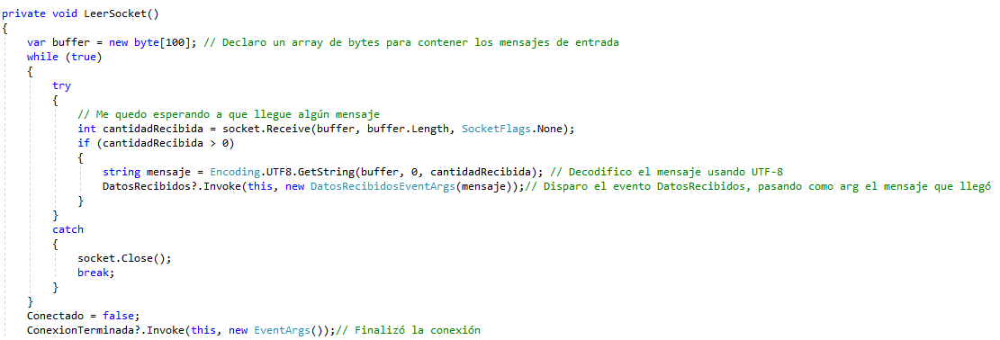 private void LeerSocket()
{
var buffer = new byte[100]; // Declaro un array de bytes para contener los mensajes de entrada
while (true)
{
try
{
// Me quedo esperando a que llegue algún mensaje
int cantidadRecibida = socket.Receive(buffer, buffer.Length, SocketFlags.None);
if (cantidadRecibida > 0)
{
string mensaje = Encoding.UTF8.GetString(buffer, 0, cantidadRecibida); // Decodifico el mensaje usando UTF-8
DatosRecibidos?.Invoke(this, new DatosRecibidosEventArgs(mensaje));// Disparo el evento DatosRecibidos, pasando como arg el mensaje que llegó
}
}
catch
{
socket.Close();
break;
}
}
Conectado = false;
ConexionTerminada?.Invoke(this, new EventArgs());// Finalizó la conexión